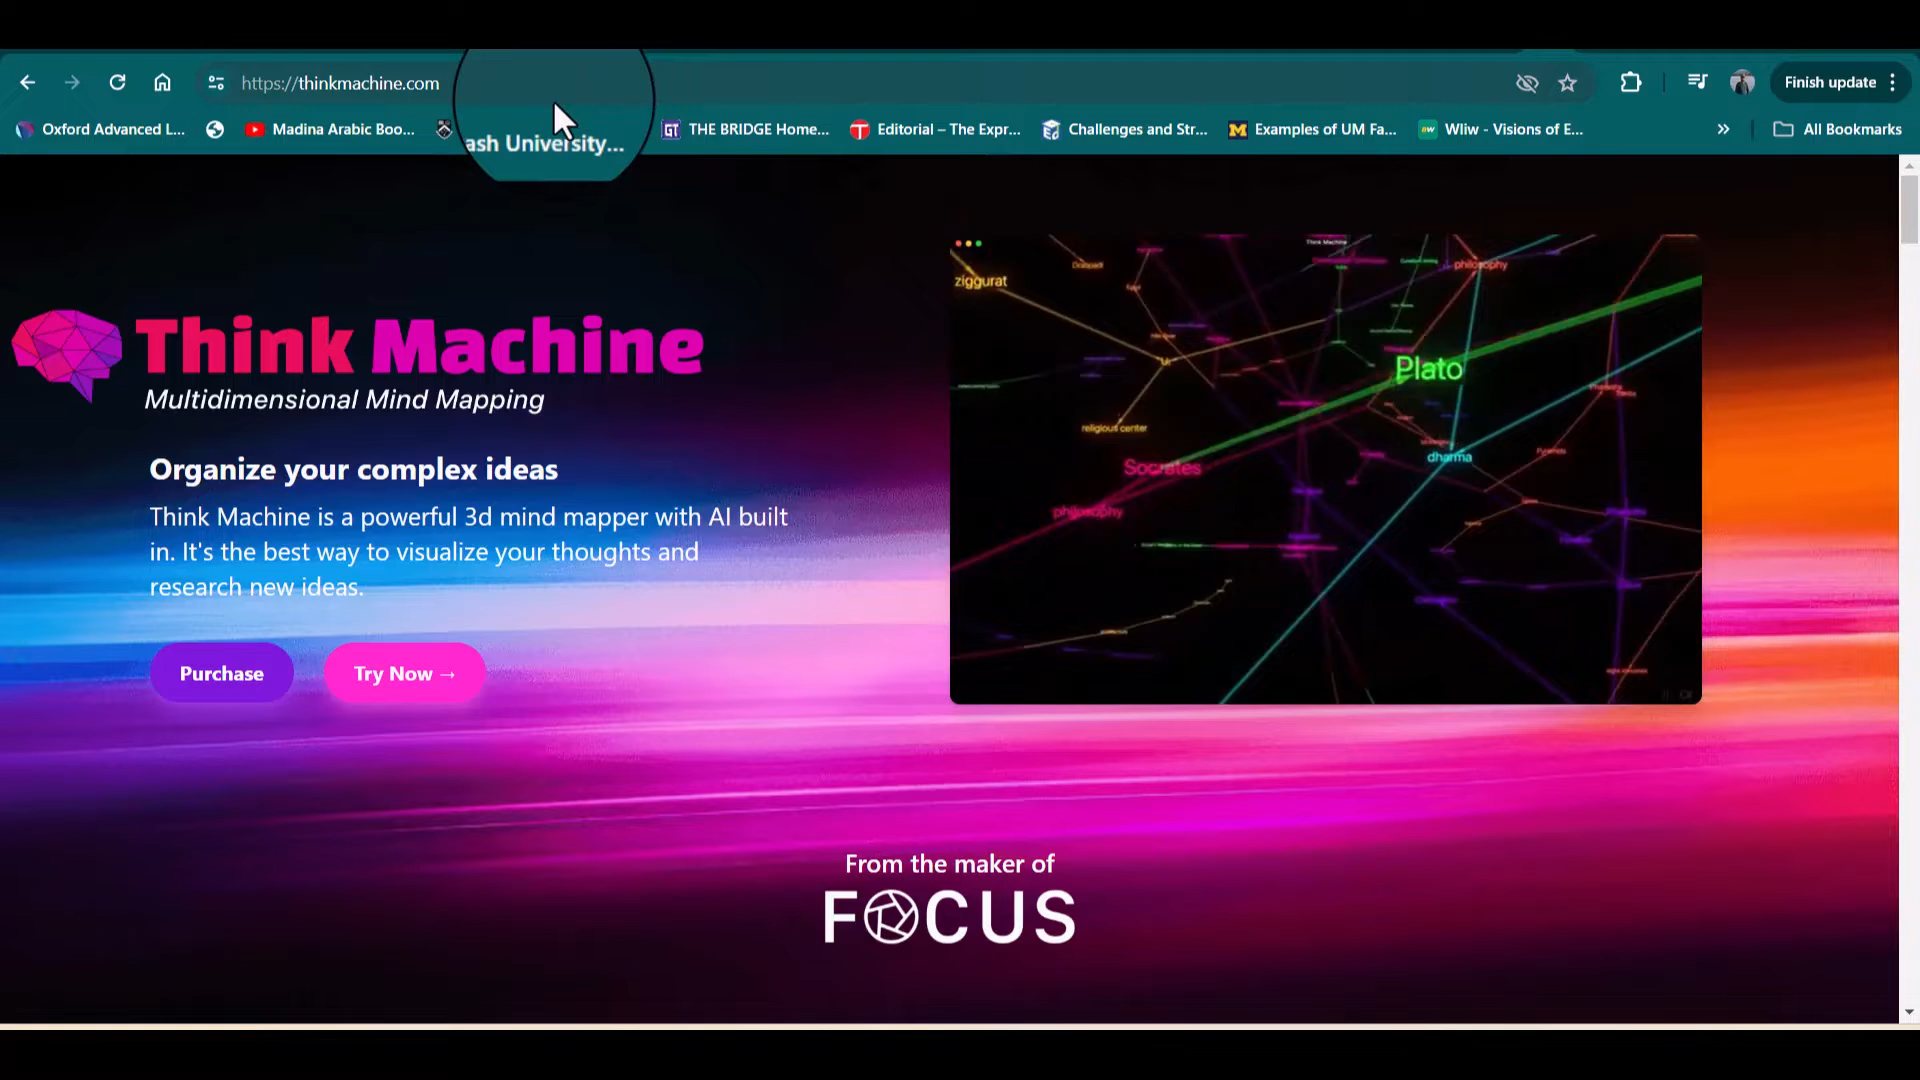 https://thinkmachine.com
Finish update
Oxford Advanced L...
Madina Arabic Boo...
ash University...
THE BRIDGE Home...
Editorial – The Expr...
Challenges and Str...
Examples of UM Fa...
Wliw - Visions of E...
All Bookmarks
Think Machine
Multidimensional Mind Mapping
Organize your complex ideas
Think Machine is a powerful 3d mind mapper with AI built
in. It's the best way to visualize your thoughts and
research new ideas.
Purchase
Try Now →
Think Machine
ziggurat
philosophy
Plato
religious center
Socrates
dharma
philosophy
From the maker of
FOCUS